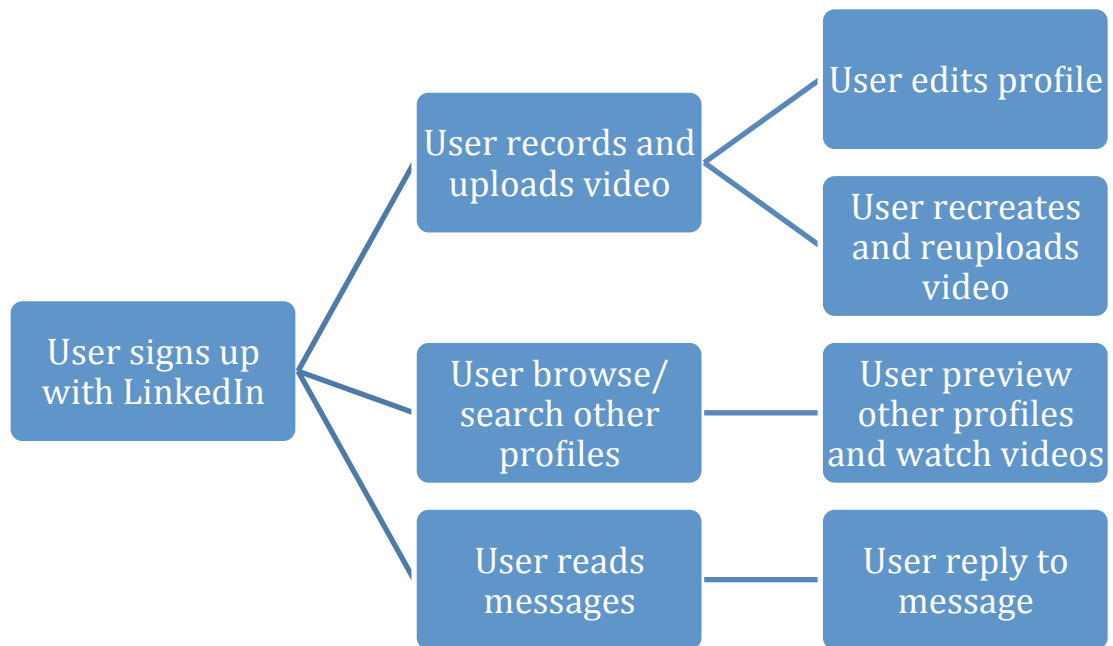 User signs up
with LinkedIn
User records and
uploads video
User edits profile
User recreates
and reuploads
video
User browse/
search other
profiles
User preview
other profiles
and watch videos
User reads
messages
User reply to
message